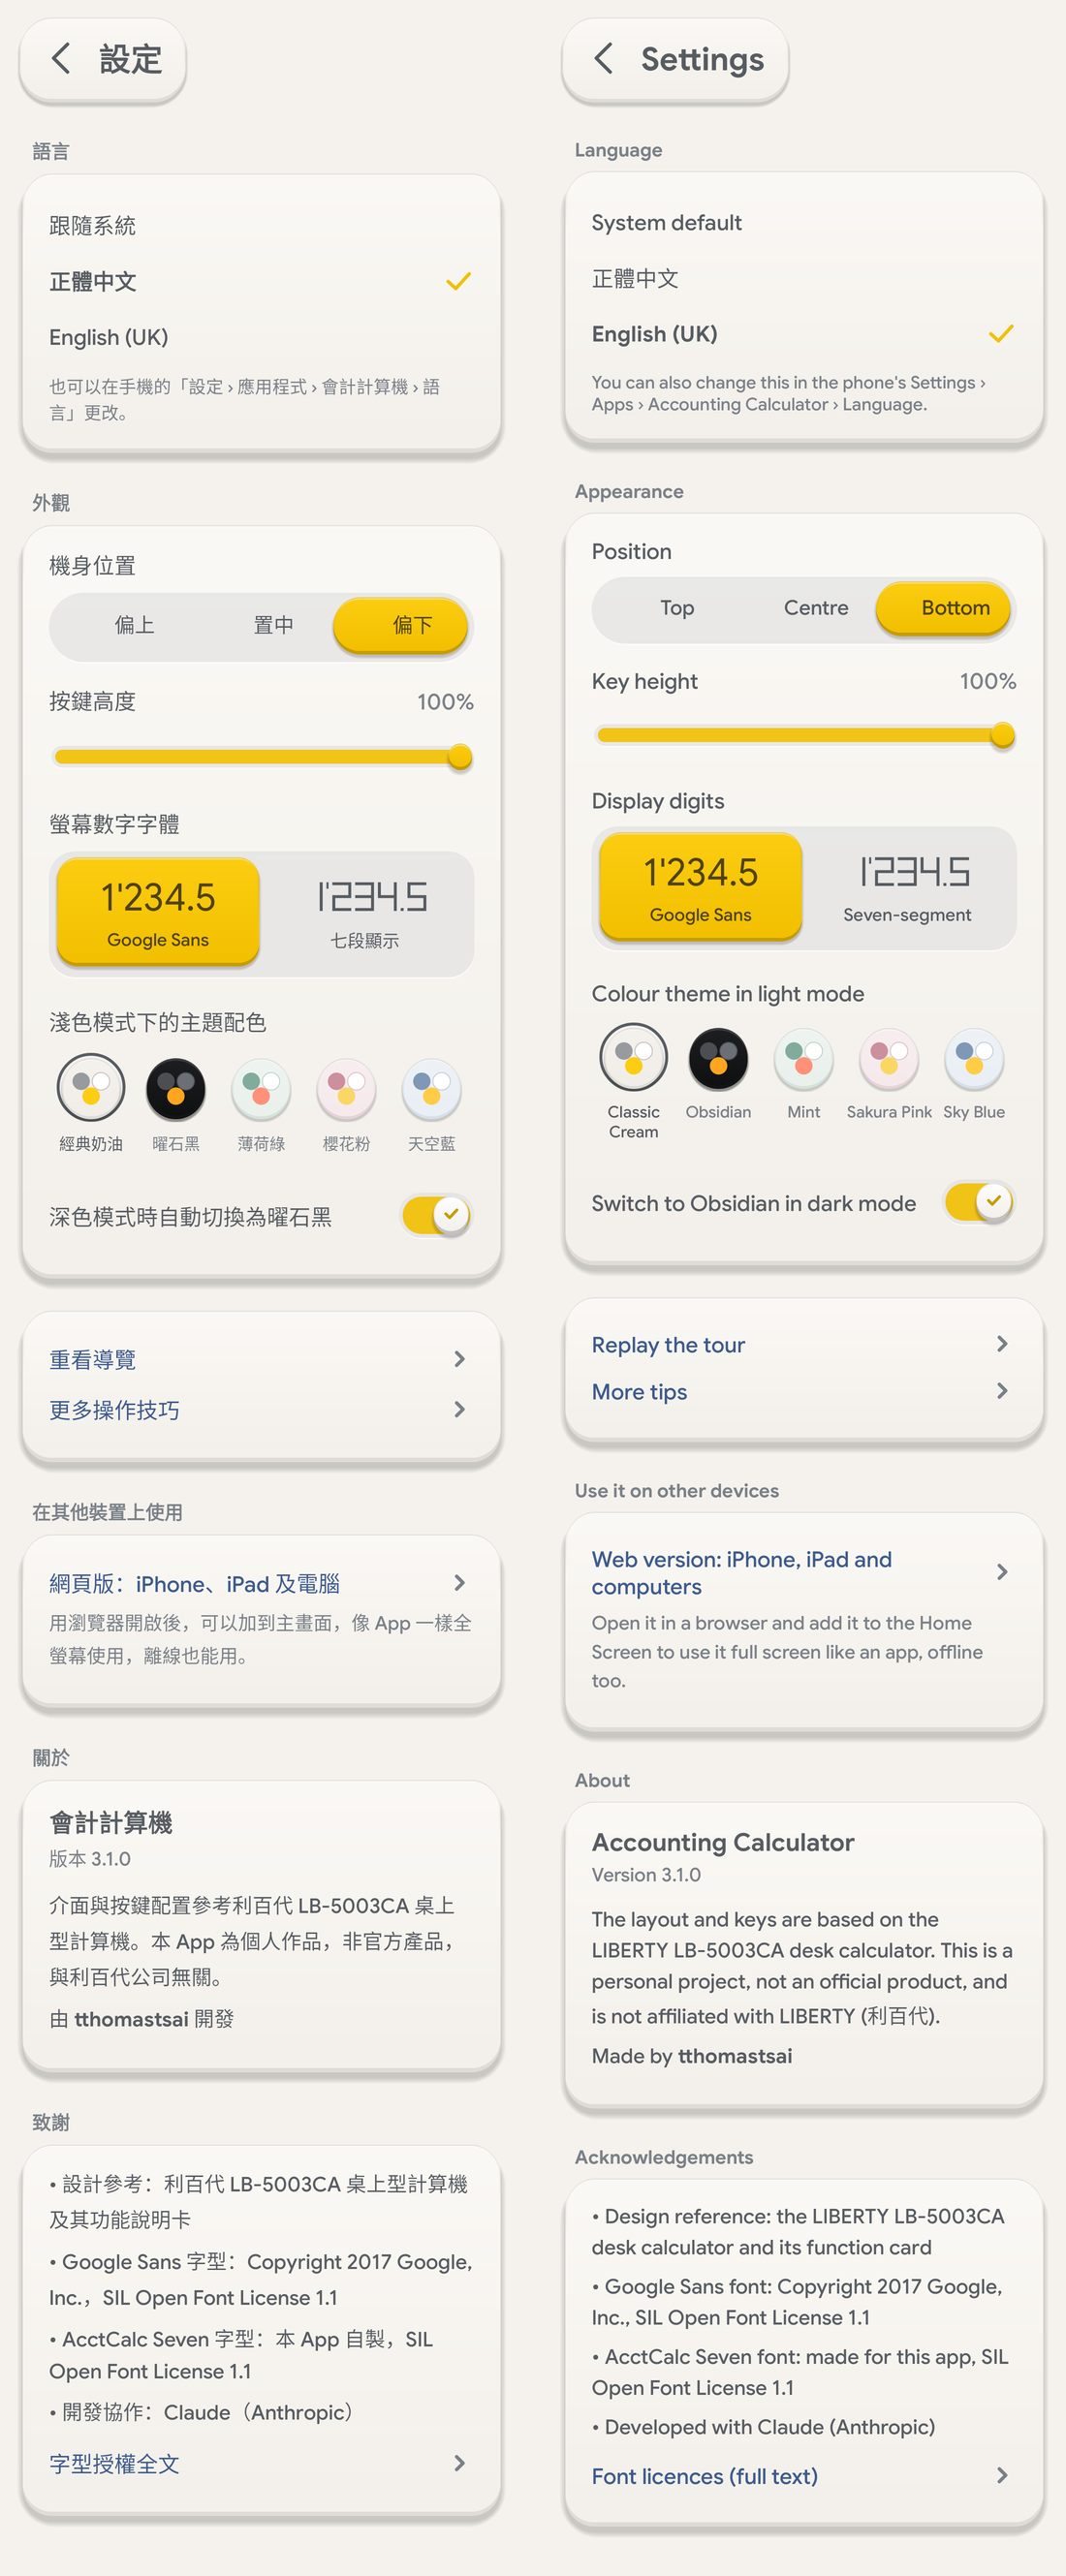 設定
語言
跟隨系統
正體中文
English (UK)
也可以在手機的「設定 › 應用程式 › 會計計算機 › 語
言」更改。
外觀
機身位置
偏上
置中
偏下
按鍵高度
100%
螢幕數字字體
1'234.5
Google Sans
1'234.5
七段顯示
淺色模式下的主題配色
經典奶油
曜石黑
薄荷綠
櫻花粉
天空藍
深色模式時自動切換為曜石黑
重看導覽
更多操作技巧
在其他裝置上使用
網頁版：iPhone、iPad 及電腦
用瀏覽器開啟後，可以加到主畫面，像 App 一樣全
螢幕使用，離線也能用。
關於
會計計算機
版本 3.1.0
介面與按鍵配置參考利百代 LB-5003CA 桌上
型計算機。本 App 為個人作品，非官方產品，
與利百代公司無關。
由 tthomastsai 開發
致謝
• 設計參考：利百代 LB-5003CA 桌上型計算機
及其功能說明卡
• Google Sans 字型：Copyright 2017 Google,
Inc.，SIL Open Font License 1.1
• AcctCalc Seven 字型：本 App 自製，SIL
Open Font License 1.1
• 開發協作：Claude（Anthropic）
字型授權全文
Settings
Language
System default
正體中文
English (UK)
You can also change this in the phone's Settings ›
Apps › Accounting Calculator › Language.
Appearance
Position
Top
Centre
Bottom
Key height
100%
Display digits
1'234.5
Google Sans
1'234.5
Seven-segment
Colour theme in light mode
Classic
Cream
Obsidian
Mint
Sakura Pink
Sky Blue
Switch to Obsidian in dark mode
Replay the tour
More tips
Use it on other devices
Web version: iPhone, iPad and
computers
Open it in a browser and add it to the Home
Screen to use it full screen like an app, offline
too.
About
Accounting Calculator
Version 3.1.0
The layout and keys are based on the
LIBERTY LB-5003CA desk calculator. This is a
personal project, not an official product, and
is not affiliated with LIBERTY (利百代).
Made by tthomastsai
Acknowledgements
• Design reference: the LIBERTY LB-5003CA
desk calculator and its function card
• Google Sans font: Copyright 2017 Google,
Inc., SIL Open Font License 1.1
• AcctCalc Seven font: made for this app, SIL
Open Font License 1.1
• Developed with Claude (Anthropic)
Font licences (full text)